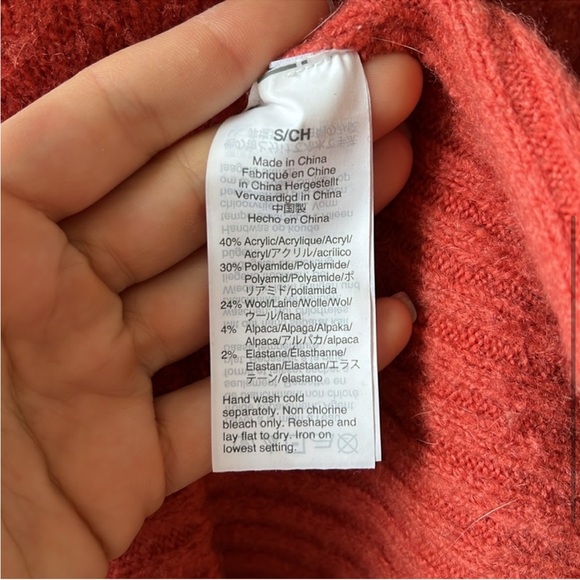 S/CH
Made in China
Fabriqué en Chine
in China Hergestellt
Vervaardigd in China
中国製
Hecho en China
40% Acrylic/Acrylique/Acryl/
Acryl/アクリル/acrílico
30% Polyamide/Polyamide/
Polyamid/Polyamide/ポ
リアミド/poliamida
24% Wool/Laine/Wolle/Wol/
ウール/lana
4% Alpaca/Alpaga/Alpaka/
Alpaca/アルパカ/alpaca
2% Elastane/Élasthanne/
Elastan/Elastaan/エラス
テーン/elastano
Hand wash cold
separately. Non chlorine
bleach only. Reshape and
lay flat to dry. Iron on
lowest setting.